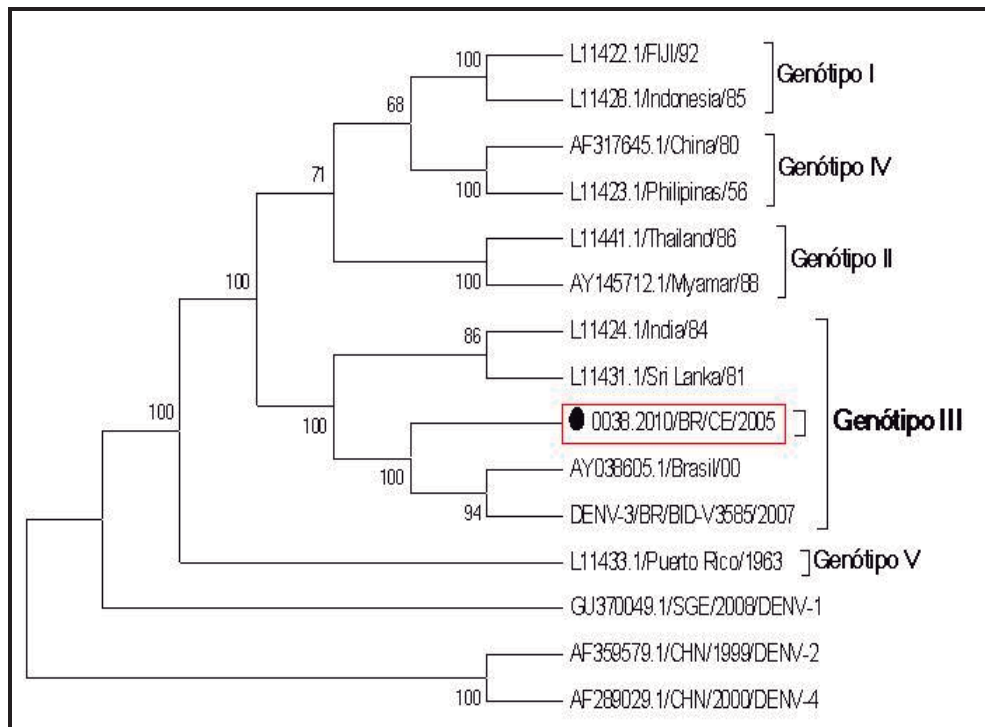 L11422.1/FIJI/92
100
Genótipo I
L11428.1/Indonesia/85
68
AF317645.1/China/80
Genótipo IV
71
100
L11423.1/Philipinas/56
L11441.1/Thailand/86
Genótipo II
100
100
AY145712.1/Myamar/88
L11424.1/India/84
86
L11431.1/Sri Lanka/81
100
100
0038.2010/BR/CE/2005
Genótipo III
100
AY038605.1/Brasil/00
94
DENV-3/BR/BID-V3585/2007
L11433.1/Puerto Rico/1963
Genótipo V
GU370049.1/SGE/2008/DENV-1
AF359579.1/CHN/1999/DENV-2
100
AF289029.1/CHN/2000/DENV-4